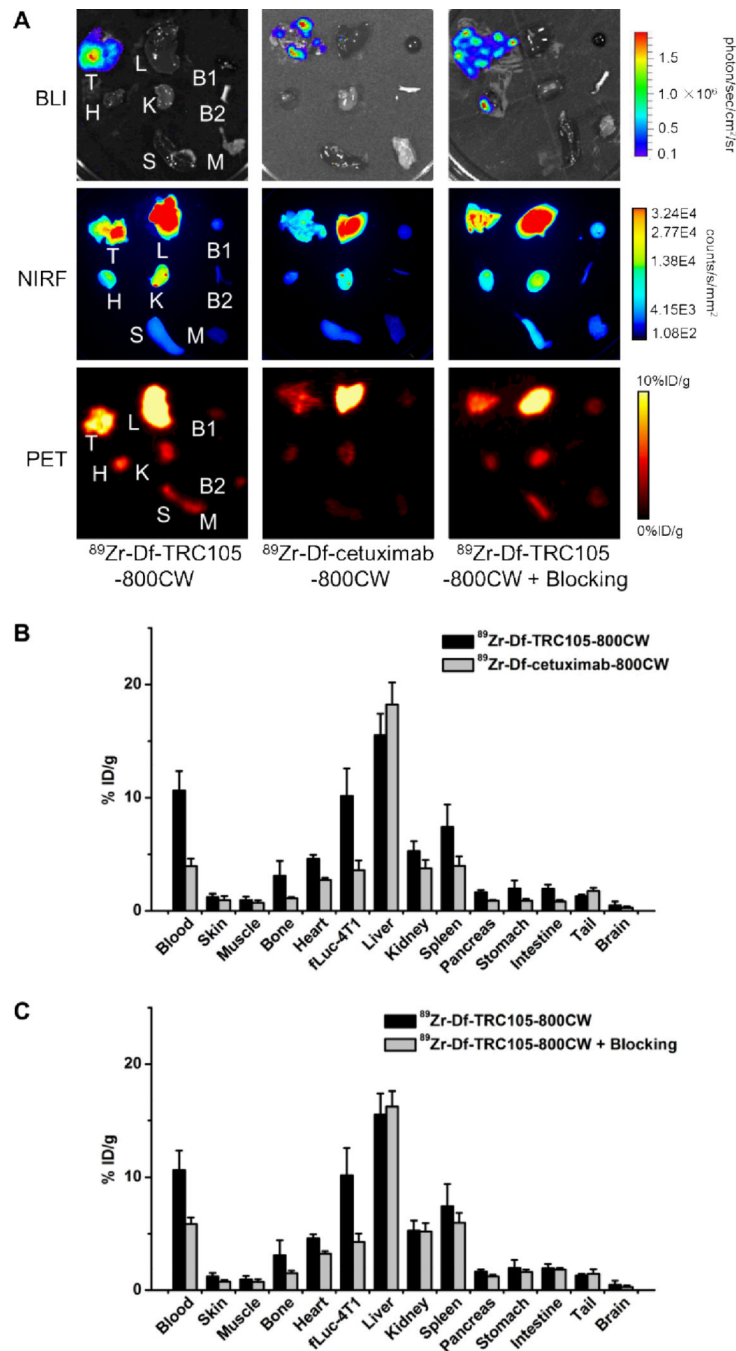 A
BLI
T
L
B1
H
K
B2
S
M
1.5
1.0 ×10⁶
0.5
0.1
photon/sec/cm²/sr
NIRF
T
L
B1
H
K
B2
S
M
3.24E4
2.77E4
1.38E4
4.15E3
1.08E2
counts/s/mm²
PET
T
L
B1
H
K
B2
S
M
10%ID/g
0%ID/g
⁸⁹Zr-Df-TRC105
-800CW
⁸⁹Zr-Df-cetuximab
-800CW
⁸⁹Zr-Df-TRC105
-800CW + Blocking
B
⁸⁹Zr-Df-TRC105-800CW
⁸⁹Zr-Df-cetuximab-800CW
% ID/g
20
10
0
Blood
Skin
Muscle
Bone
Heart
fLuc-4T1
Liver
Kidney
Spleen
Pancreas
Stomach
Intestine
Tail
Brain
C
⁸⁹Zr-Df-TRC105-800CW
⁸⁹Zr-Df-TRC105-800CW + Blocking
% ID/g
20
10
0
Blood
Skin
Muscle
Bone
Heart
fLuc-4T1
Liver
Kidney
Spleen
Pancreas
Stomach
Intestine
Tail
Brain